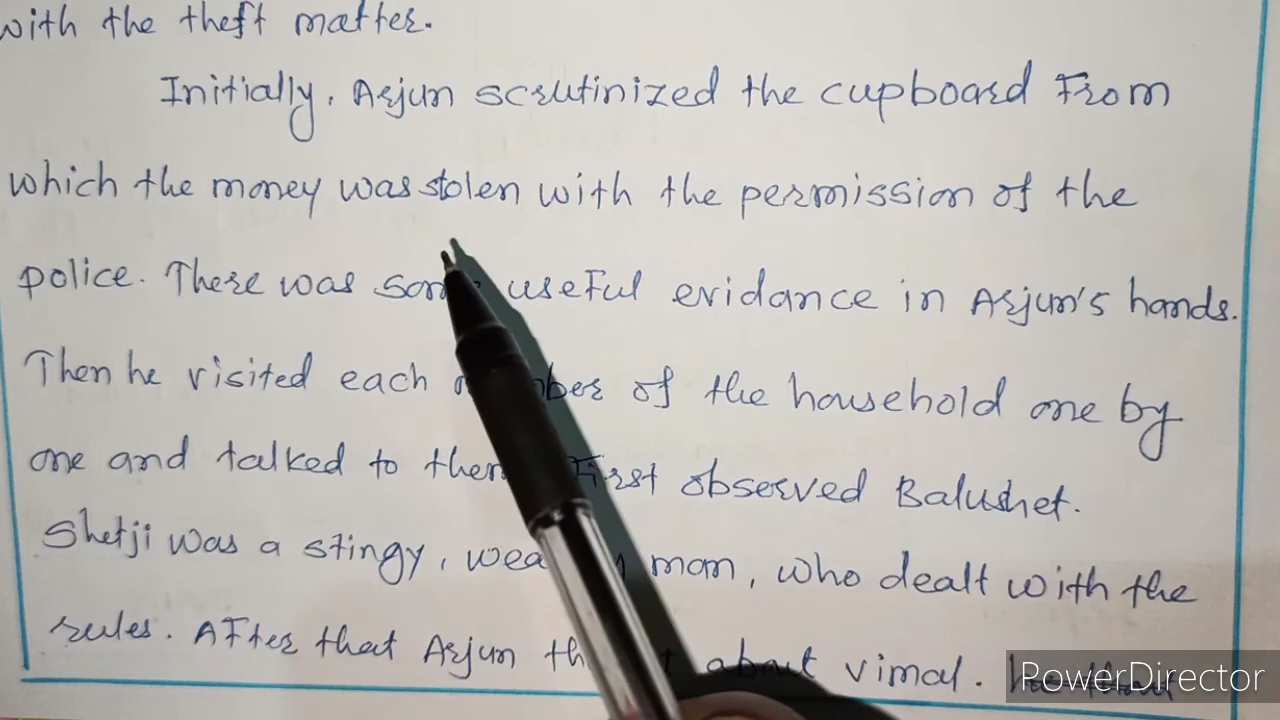 with the theft matter.
Initially, Arjun scrutinized the cupboard From
which the money was stolen with the permission of the
police. There was useful evidance in Arjun's hands.
Then he visited each of the household one by
one and talked to First observed Balushet.
Shetji was a stingy, man, who dealt with the
rules. After that Arjun about vimal.
PowerDirector